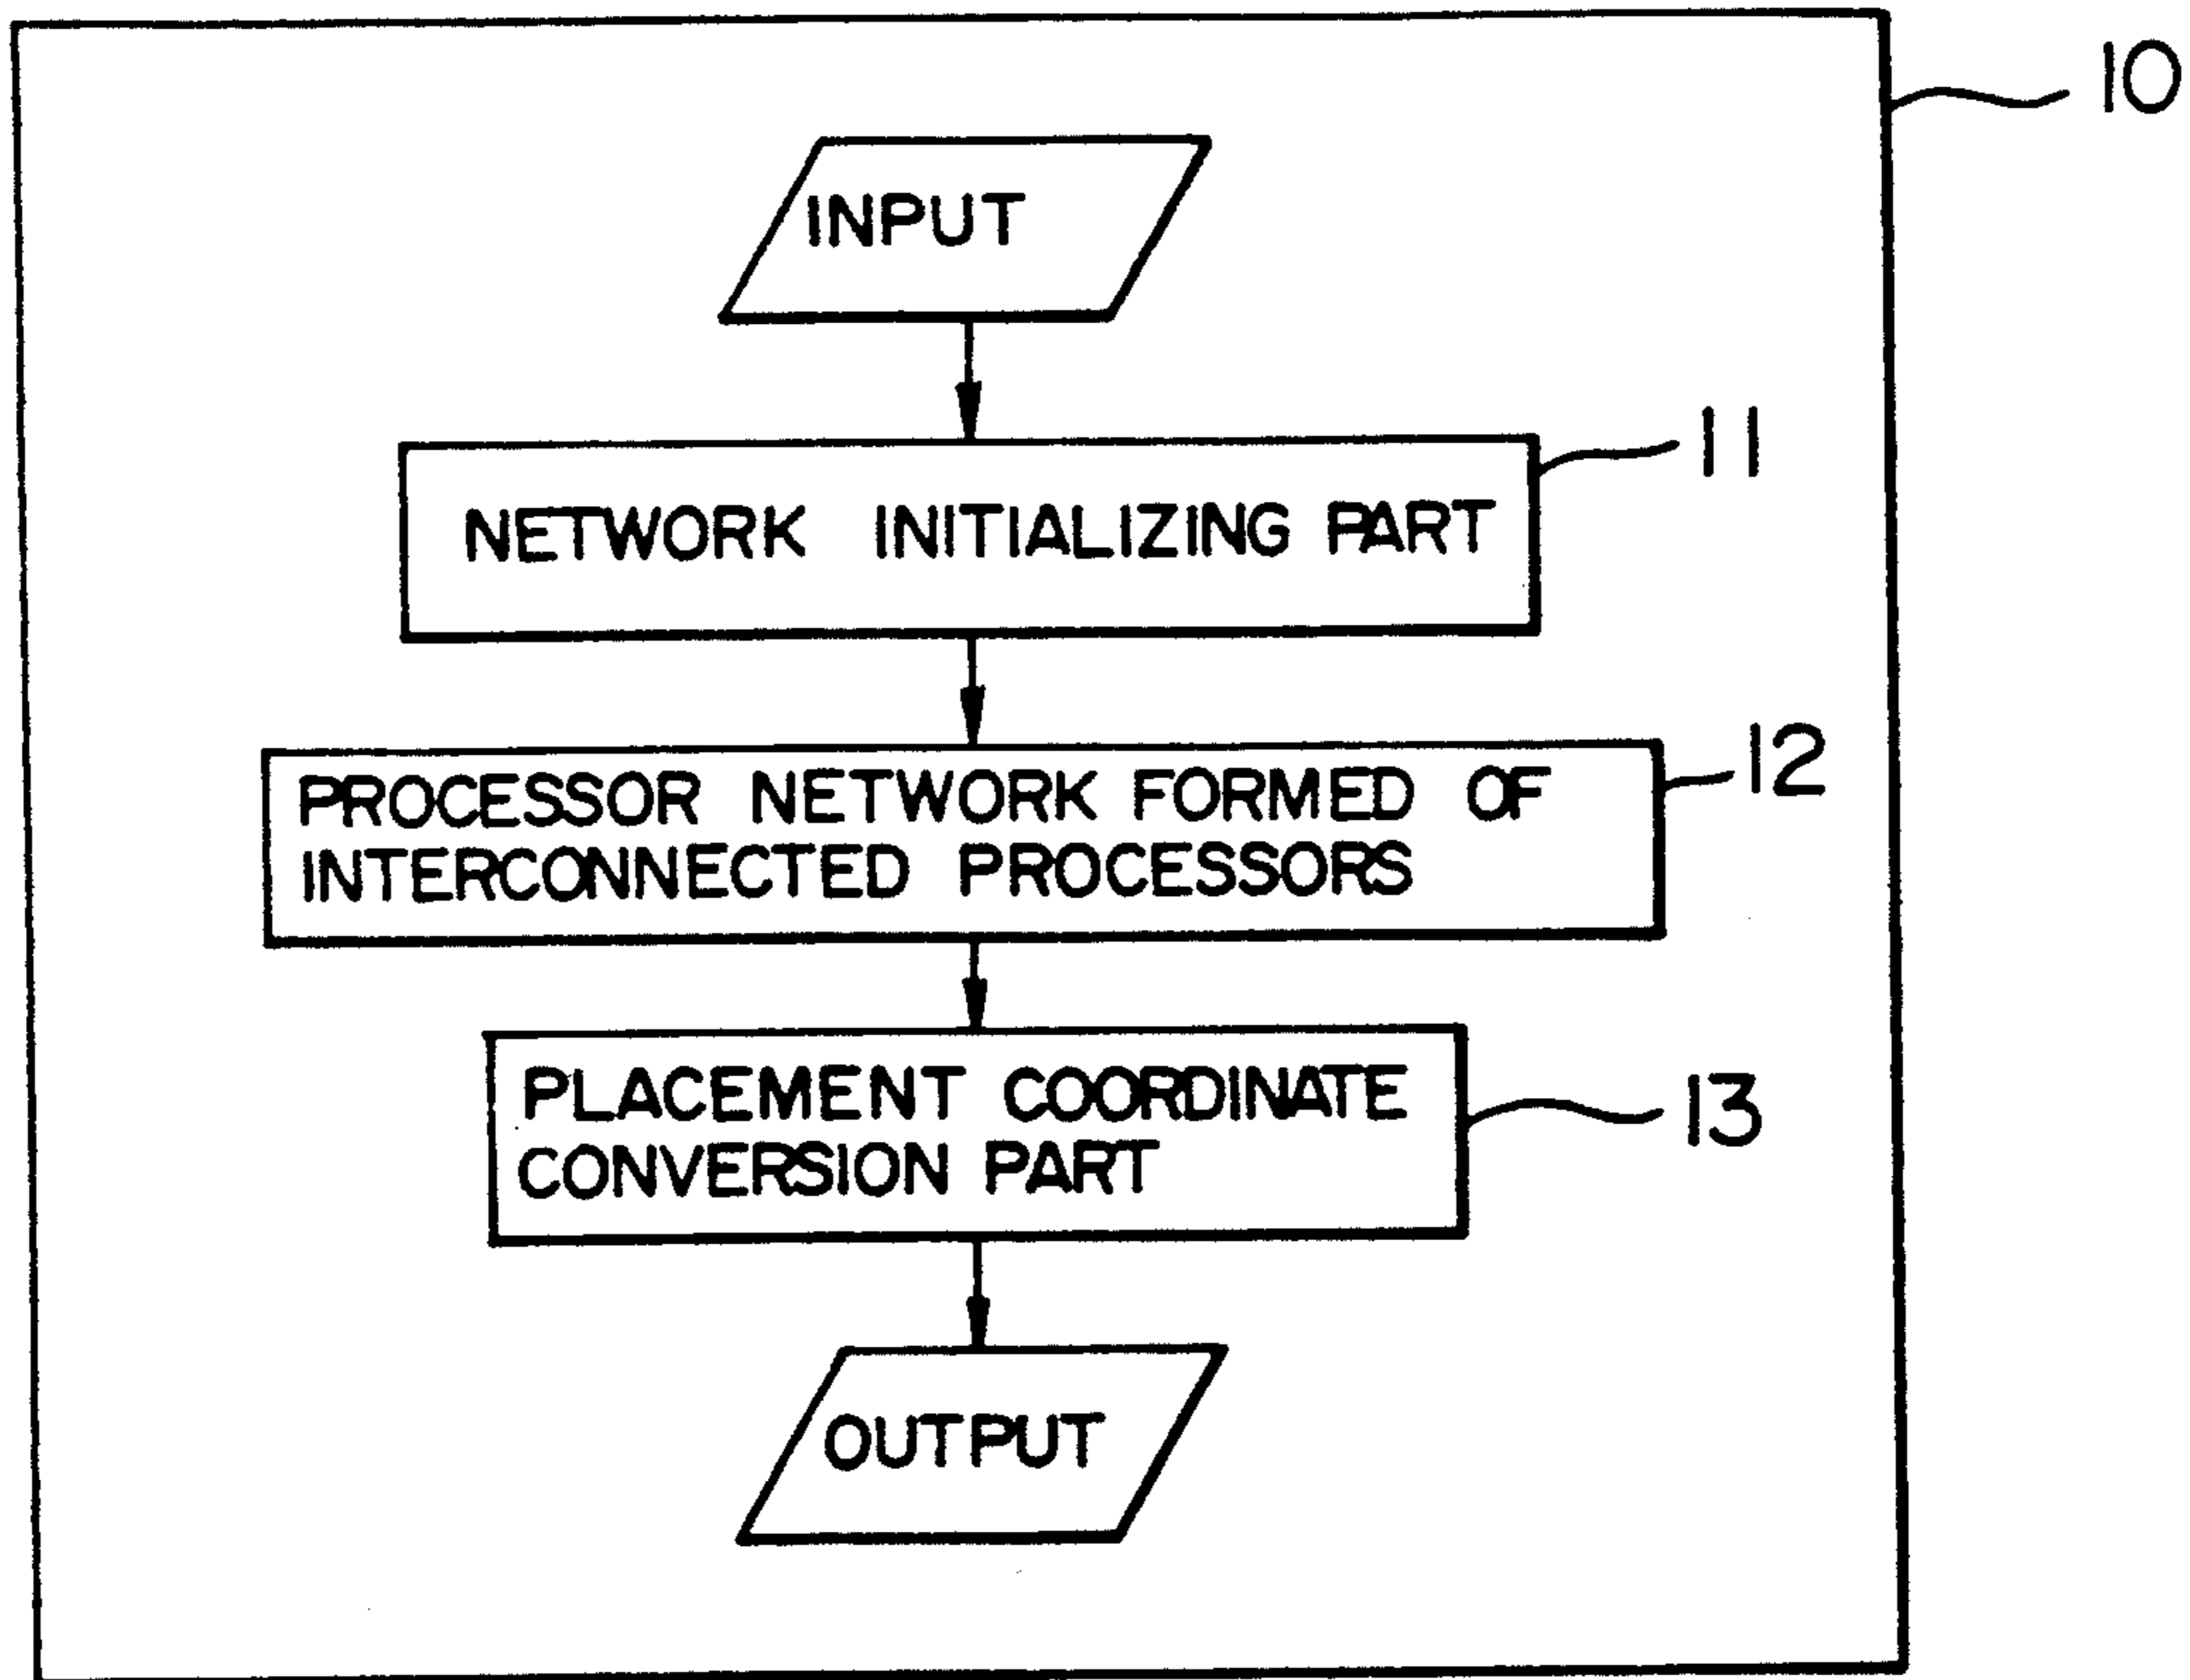 10
INPUT
11
NETWORK INITIALIZING PART
12
PROCESSOR NETWORK FORMED OF
INTERCONNECTED PROCESSORS
PLACEMENT COORDINATE
CONVERSION PART
13
OUTPUT